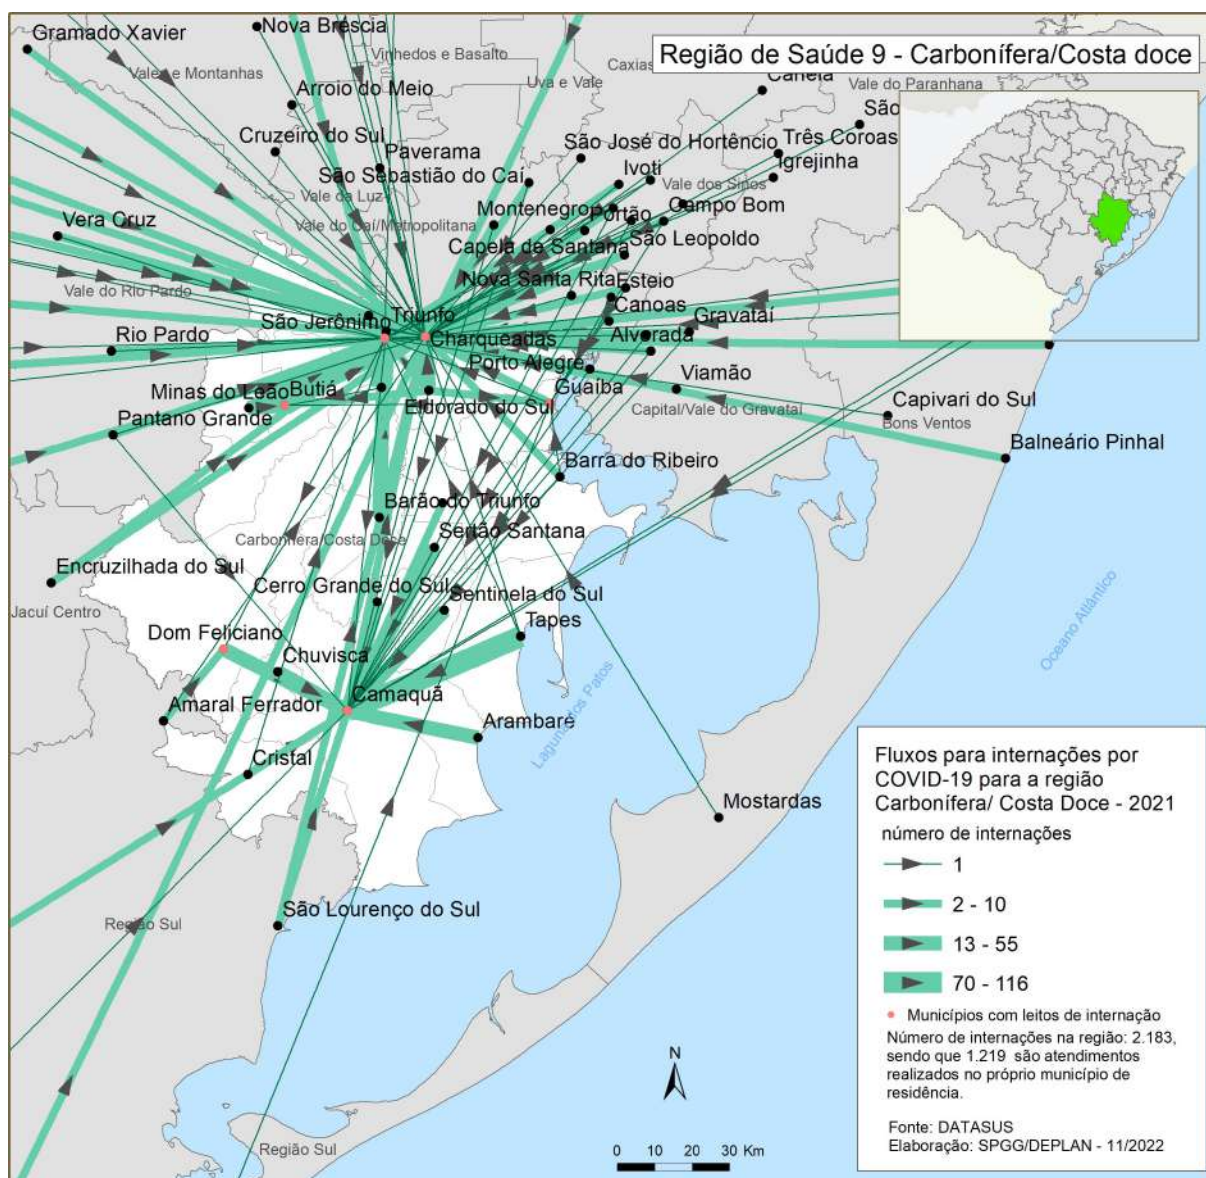 Gramado Xavier
Nova Bréscia
Vinhedos e Basalto
Caxias
Região de Saúde 9 - Carbonífera/Costa doce
Vales e Montanhas
Uva e Vale
Canela
Vale do Paranhana
Arroio do Meio
São
Cruzeiro do Sul
São José do Hortêncio
Três Coroas
Paverama
Ivoti
Igrejinha
São Sebastião do Caí
Vale da Luz
Vale dos Sinos
Vera Cruz
Vale do Caí/Metropolitana
Montenegro
Portão
Campo Bom
Capela de Santana
São Leopoldo
Vale do Rio Pardo
Nova Santa Rita
Esteio
São Jerônimo
Triunfo
Canoas
Gravataí
Rio Pardo
Charqueadas
Alvorada
Porto Alegre
Minas do Leão
Butiá
Guaíba
Viamão
Pantano Grande
Eldorado do Sul
Capital/Vale do Gravataí
Capivari do Sul
Bons Ventos
Balneário Pinhal
Barra do Ribeiro
Barão do Triunfo
Sertão Santana
Carbonífera/Costa Doce
Encruzilhada do Sul
Cerro Grande do Sul
Sentinela do Sul
Jacuí Centro
Tapes
Dom Feliciano
Chuvisca
Oceano Atlântico
Camaquã
Amaral Ferrador
Arambaré
Laguna dos Patos
Cristal
Mostardas
São Lourenço do Sul
Região Sul
Região Sul
Fluxos para internações por
COVID-19 para a região
Carbonífera/ Costa Doce - 2021
número de internações
1
2 - 10
13 - 55
70 - 116
Municípios com leitos de internação
Número de internações na região: 2.183,
sendo que 1.219 são atendimentos
realizados no próprio município de
residência.
Fonte: DATASUS
Elaboração: SPGG/DEPLAN - 11/2022
N
0 10 20 30 Km